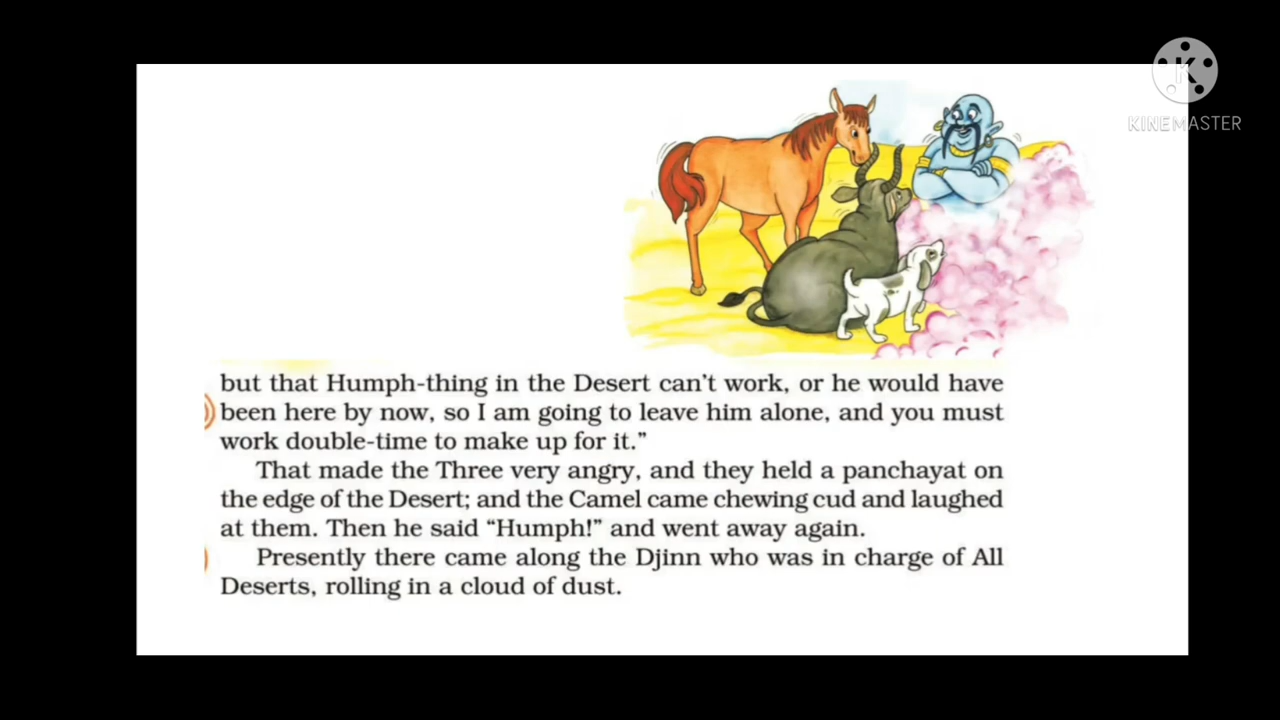 KINEMASTER
but that Humph-thing in the Desert can't work, or he would have
been here by now, so I am going to leave him alone, and you must
work double-time to make up for it."
That made the Three very angry, and they held a panchayat on
the edge of the Desert; and the Camel came chewing cud and laughed
at them. Then he said “Humph!” and went away again.
Presently there came along the Djinn who was in charge of All
Deserts, rolling in a cloud of dust.